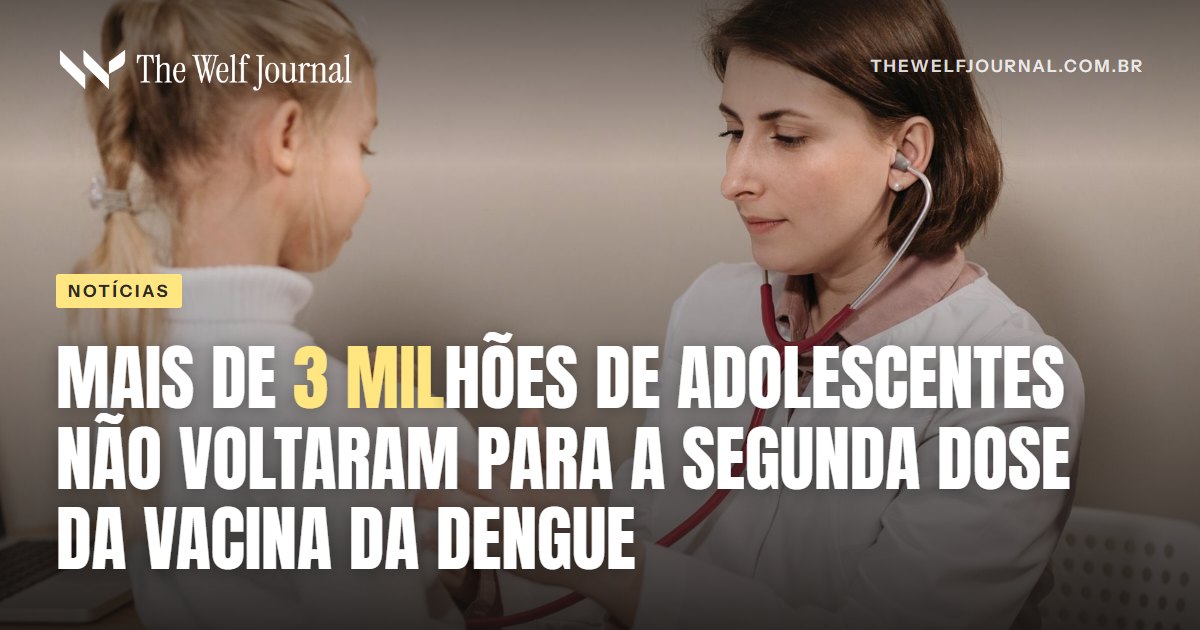 The Welf Journal
THEWELFJOURNAL.COM.BR
NOTÍCIAS
MAIS DE 3 MILHÕES DE ADOLESCENTES
NÃO VOLTARAM PARA A SEGUNDA DOSE
DA VACINA DA DENGUE